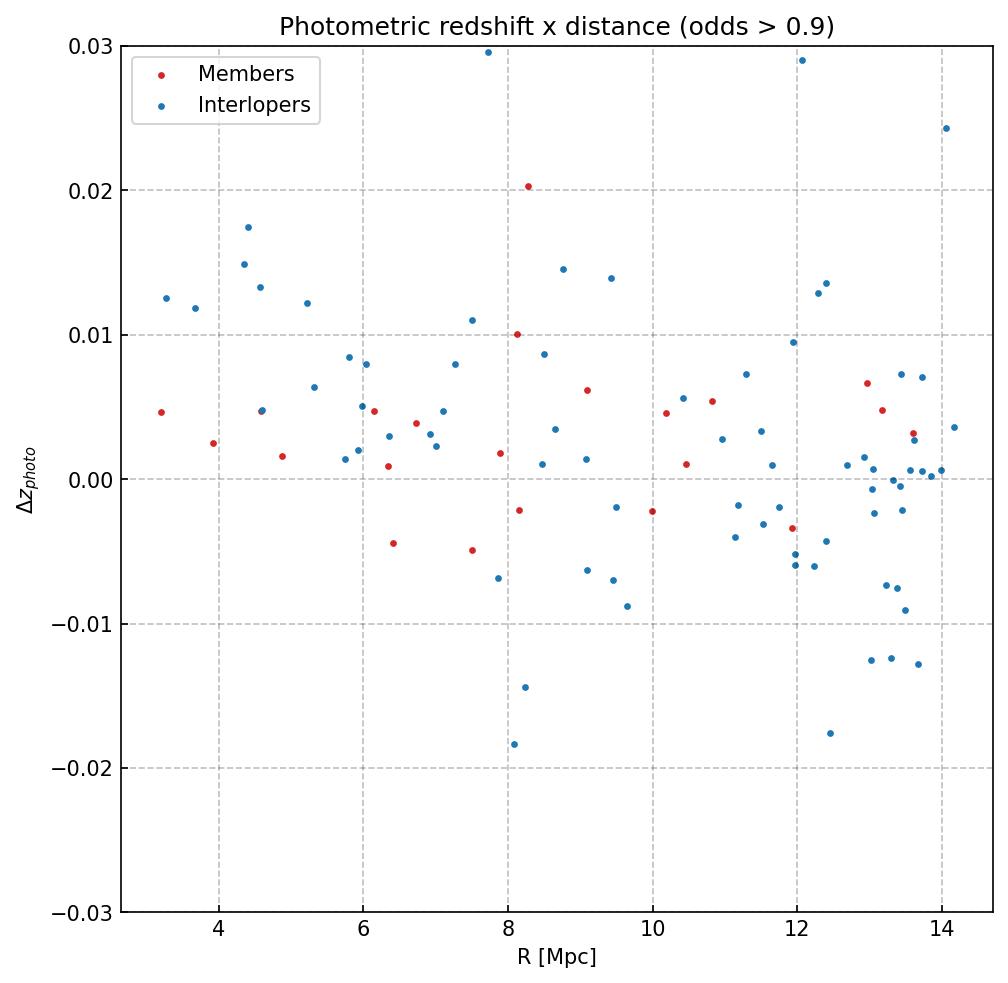 Photometric redshift x distance (odds > 0.9)
Members
Interlopers
0.03
0.02
0.01
0.00
−0.01
−0.02
−0.03
Δz_photo
4 6 8 10 12 14
R [Mpc]